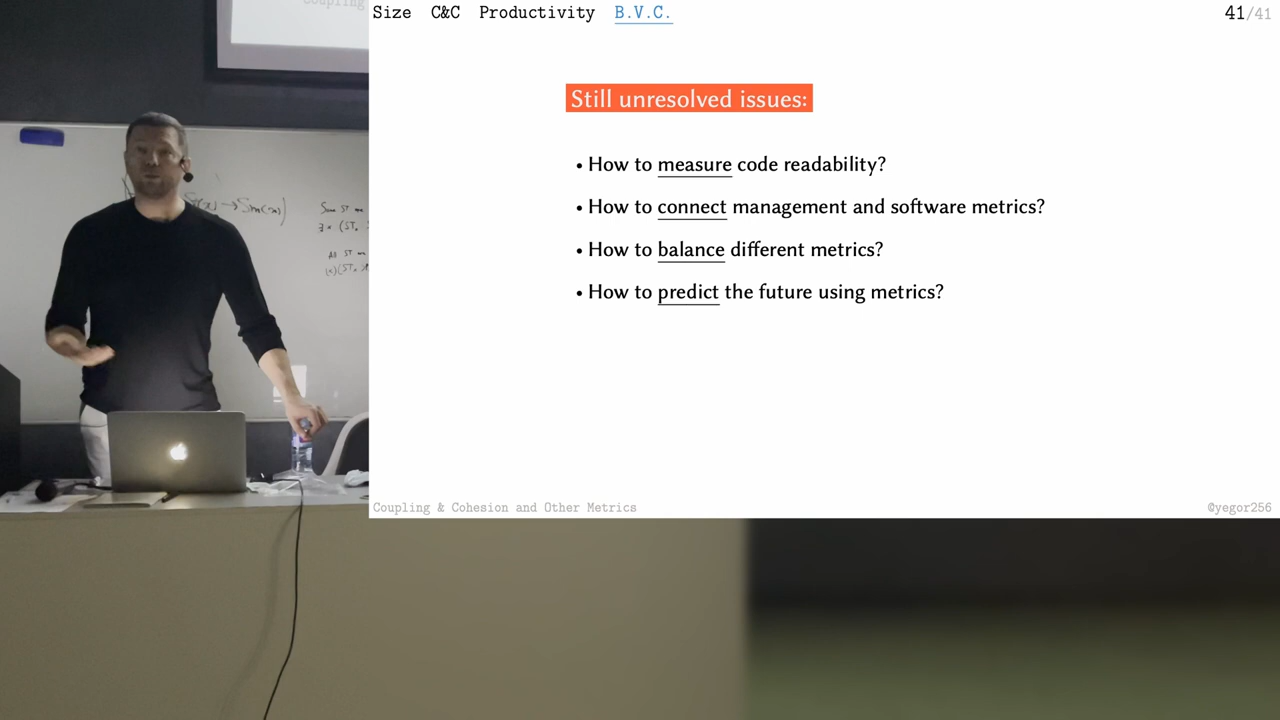 Coupling
Size C&C Productivity B.V.C. 41/41
Still unresolved issues:
• How to measure code readability?
• How to connect management and software metrics?
• How to balance different metrics?
• How to predict the future using metrics?
Coupling & Cohesion and Other Metrics @yegor256